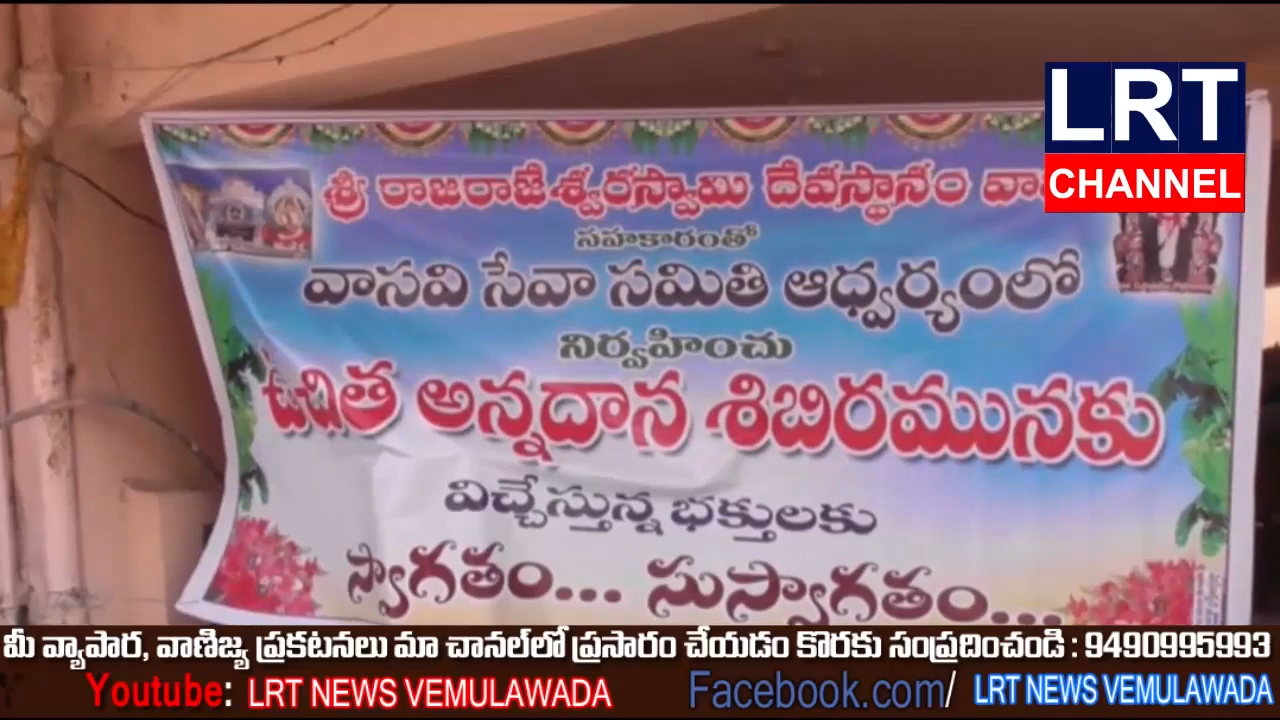 LRT
CHANNEL
శ్రీ రాజరాజేశ్వరస్వామి దేవస్థానం
సహకారంతో
వాసవి సేవా సమితి ఆధ్వర్యంలో
నిర్వహించు
ఉచిత అన్నదాన శిబిరమునకు
విచ్చేస్తున్న భక్తులకు
స్వాగతం... సుస్వాగతం...
మీ వ్యాపార, వాణిజ్య ప్రకటనలు మా చానల్‌లో ప్రసారం చేయడం కొరకు సంప్రదించండి : 9490995993
Youtube: LRT NEWS VEMULAWADA Facebook.com/ LRT NEWS VEMULAWADA